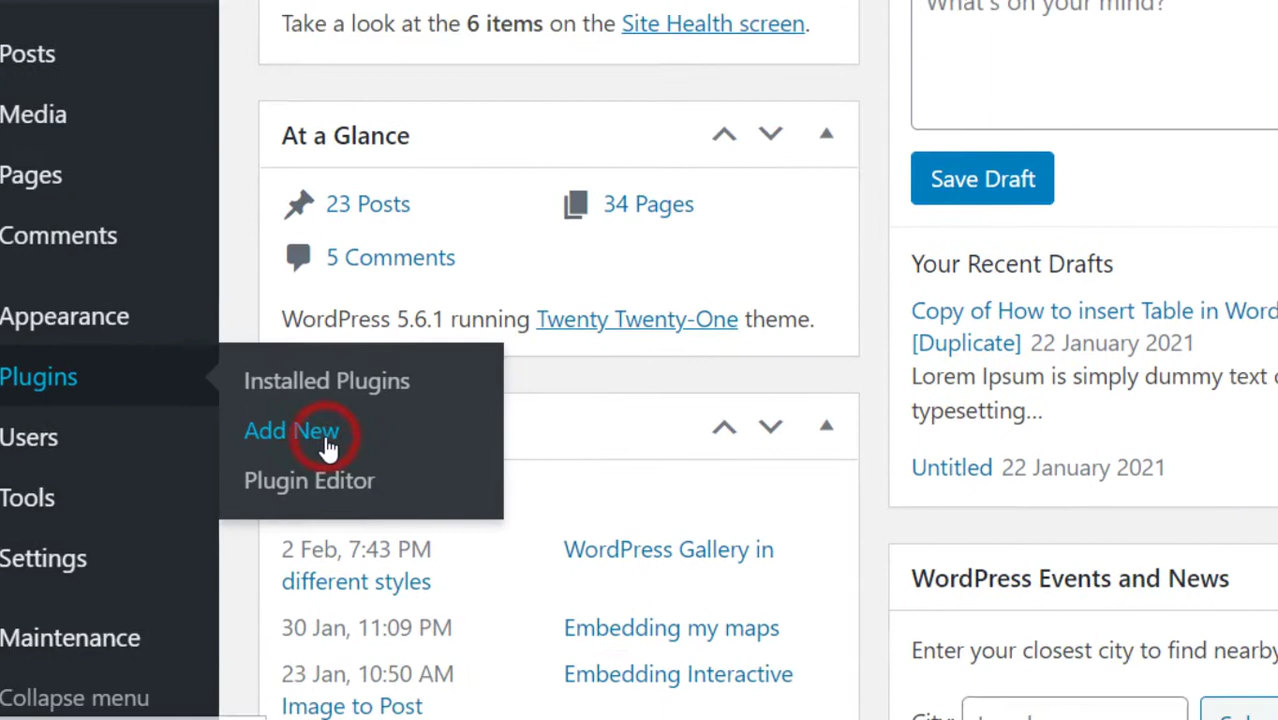 Posts
Media
Pages
Comments
Appearance
Plugins
Users
Tools
Settings
Maintenance
Collapse menu
Installed Plugins
Add New
Plugin Editor
Take a look at the 6 items on the Site Health screen.
At a Glance
23 Posts
34 Pages
5 Comments
WordPress 5.6.1 running Twenty Twenty-One theme.
2 Feb, 7:43 PM WordPress Gallery in
different styles
30 Jan, 11:09 PM Embedding my maps
23 Jan, 10:50 AM Embedding Interactive
Image to Post
What's on your mind?
Save Draft
Your Recent Drafts
Copy of How to insert Table in Word
[Duplicate] 22 January 2021
Lorem Ipsum is simply dummy text
typesetting...
Untitled 22 January 2021
WordPress Events and News
Enter your closest city to find nearby
City: